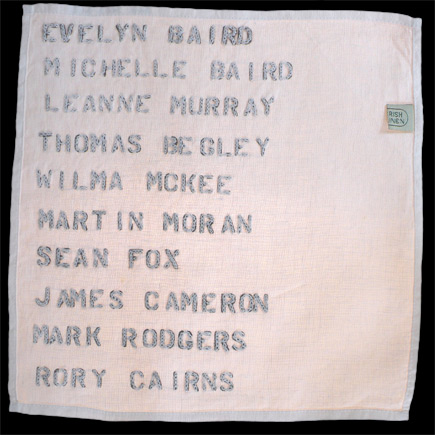 EVELYN BAIRD
MICHELLE BAIRD
LEANNE MURRAY
THOMAS BEGLEY
WILMA MCKEE
MARTIN MORAN
SEAN FOX
JAMES CAMERON
MARK RODGERS
RORY CAIRNS